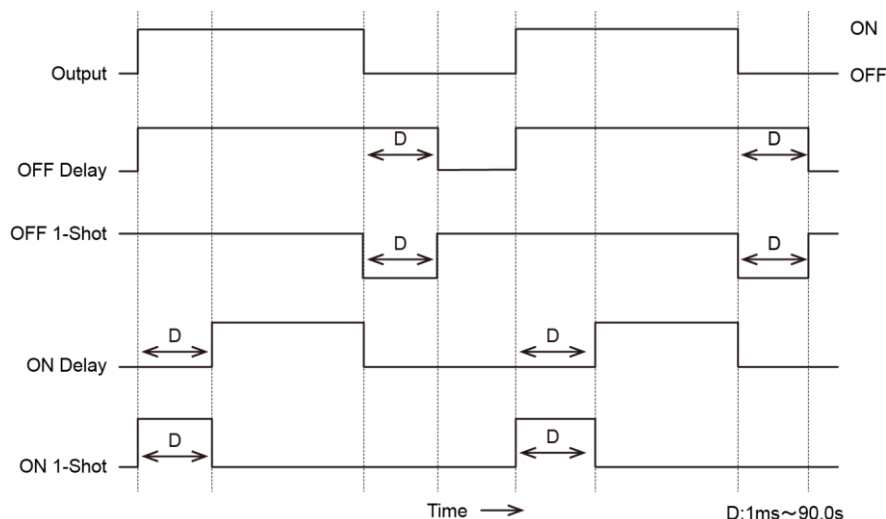 ON
Output
OFF
D
D
OFF Delay
OFF 1-Shot
D
D
D
D
ON Delay
D
D
ON 1-Shot
Time
D:1ms～90.0s